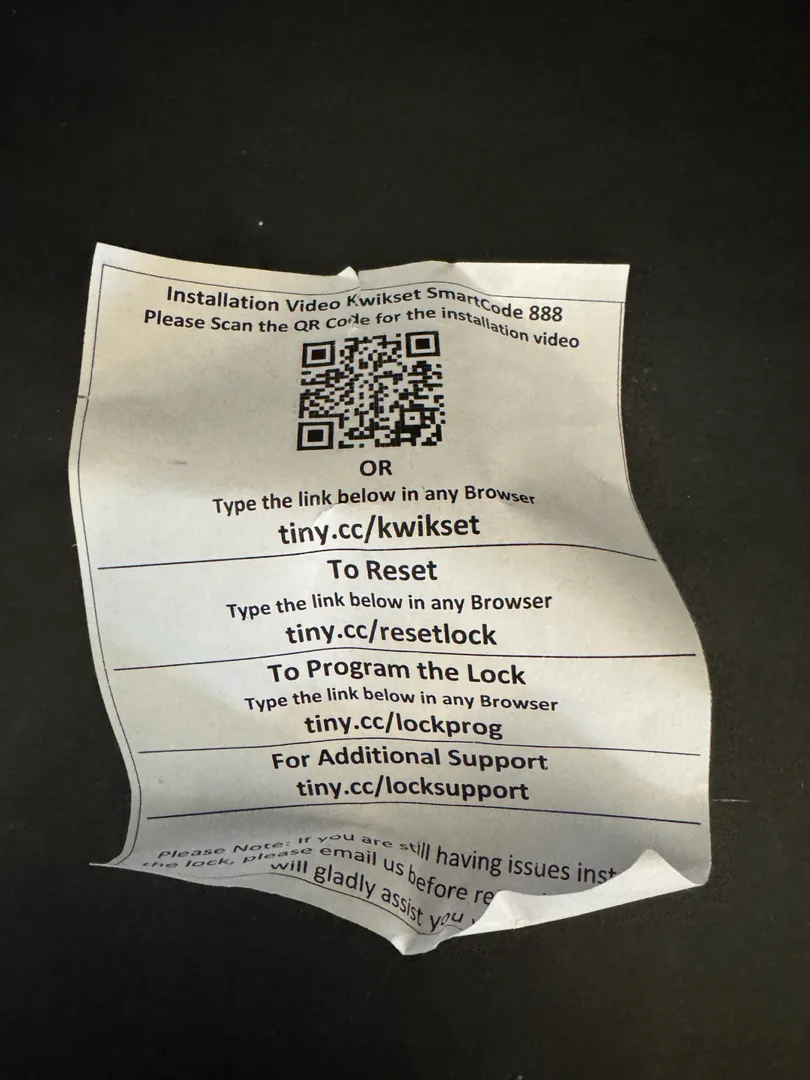 Installation Video Kwikset SmartCode 888
Please Scan the QR Code for the installation video
OR
Type the link below in any Browser
tiny.cc/kwikset
To Reset
Type the link below in any Browser
tiny.cc/resetlock
To Program the Lock
Type the link below in any Browser
tiny.cc/lockprog
For Additional Support
tiny.cc/locksupport
Please Note: If you are still having issues
the lock, please email us before
will gladly assist you